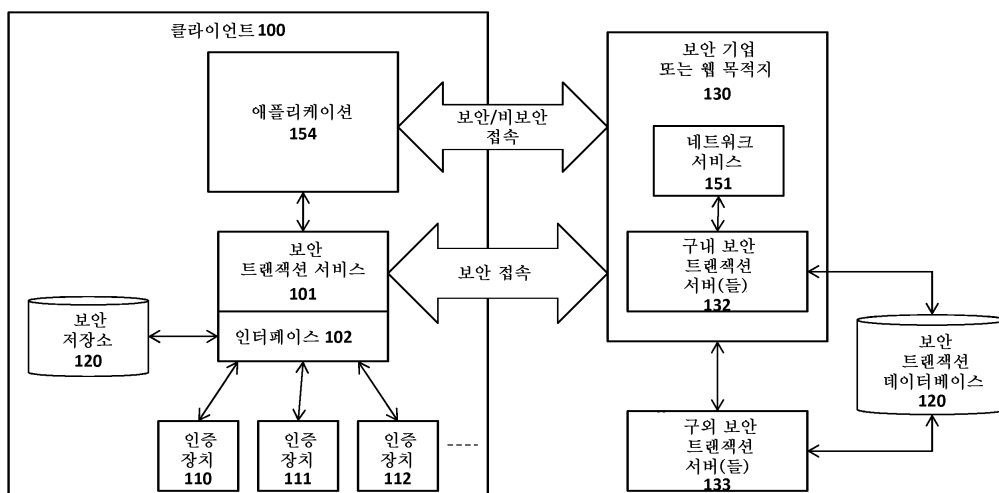 클라이언트 100
애플리케이션
154
보안
트랜잭션 서비스
101
인터페이스 102
보안
저장소
120
인증
장치
110
인증
장치
111
인증
장치
112
보안/비보안
접속
보안 접속
보안 기업
또는 웹 목적지
130
네트워크
서비스
151
구내 보안
트랜잭션
서버(들)
132
구외 보안
트랜잭션
서버(들)
133
보안
트랜잭션
데이터베이스
120